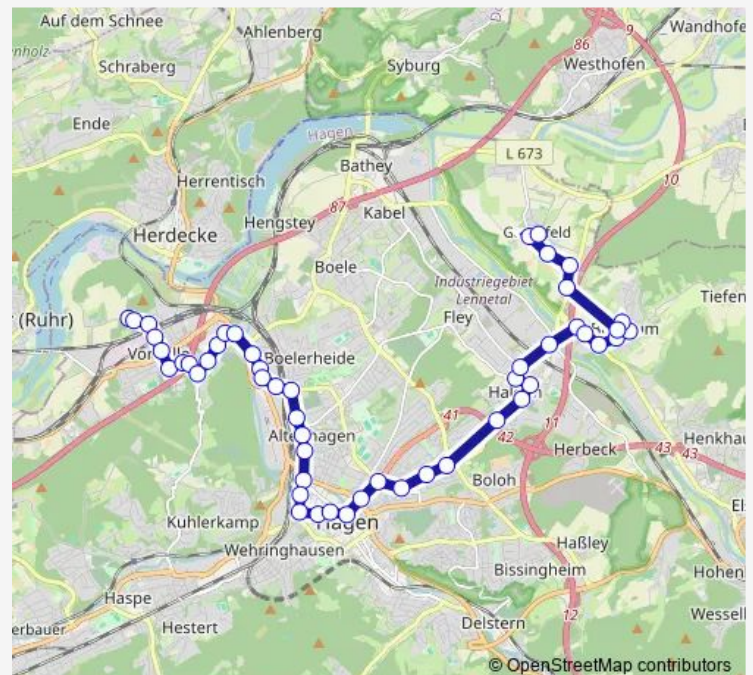 Auf dem Schnee
Ahlenberg
9
Wandhofe
86
Schraberg
Syburg
Westhofen
Ende
Hagen
L 673
Bathey
10
Herrentisch
87
Kabel
Herdecke
Hengstey
Boele
Industriegebiet
Lennetal
Tiefen
(Ruhr)
Fley
Boelerheide
41
11
42
Henkhau
Herbeck
43
43
Boloh
Kuhlerkamp
Hagen
Wehringhausen
Haßley
Bissingheim
Hohen
Haspe
12
Wessel
erbauer
Hestert
Delstern
© OpenStreetMap contributors